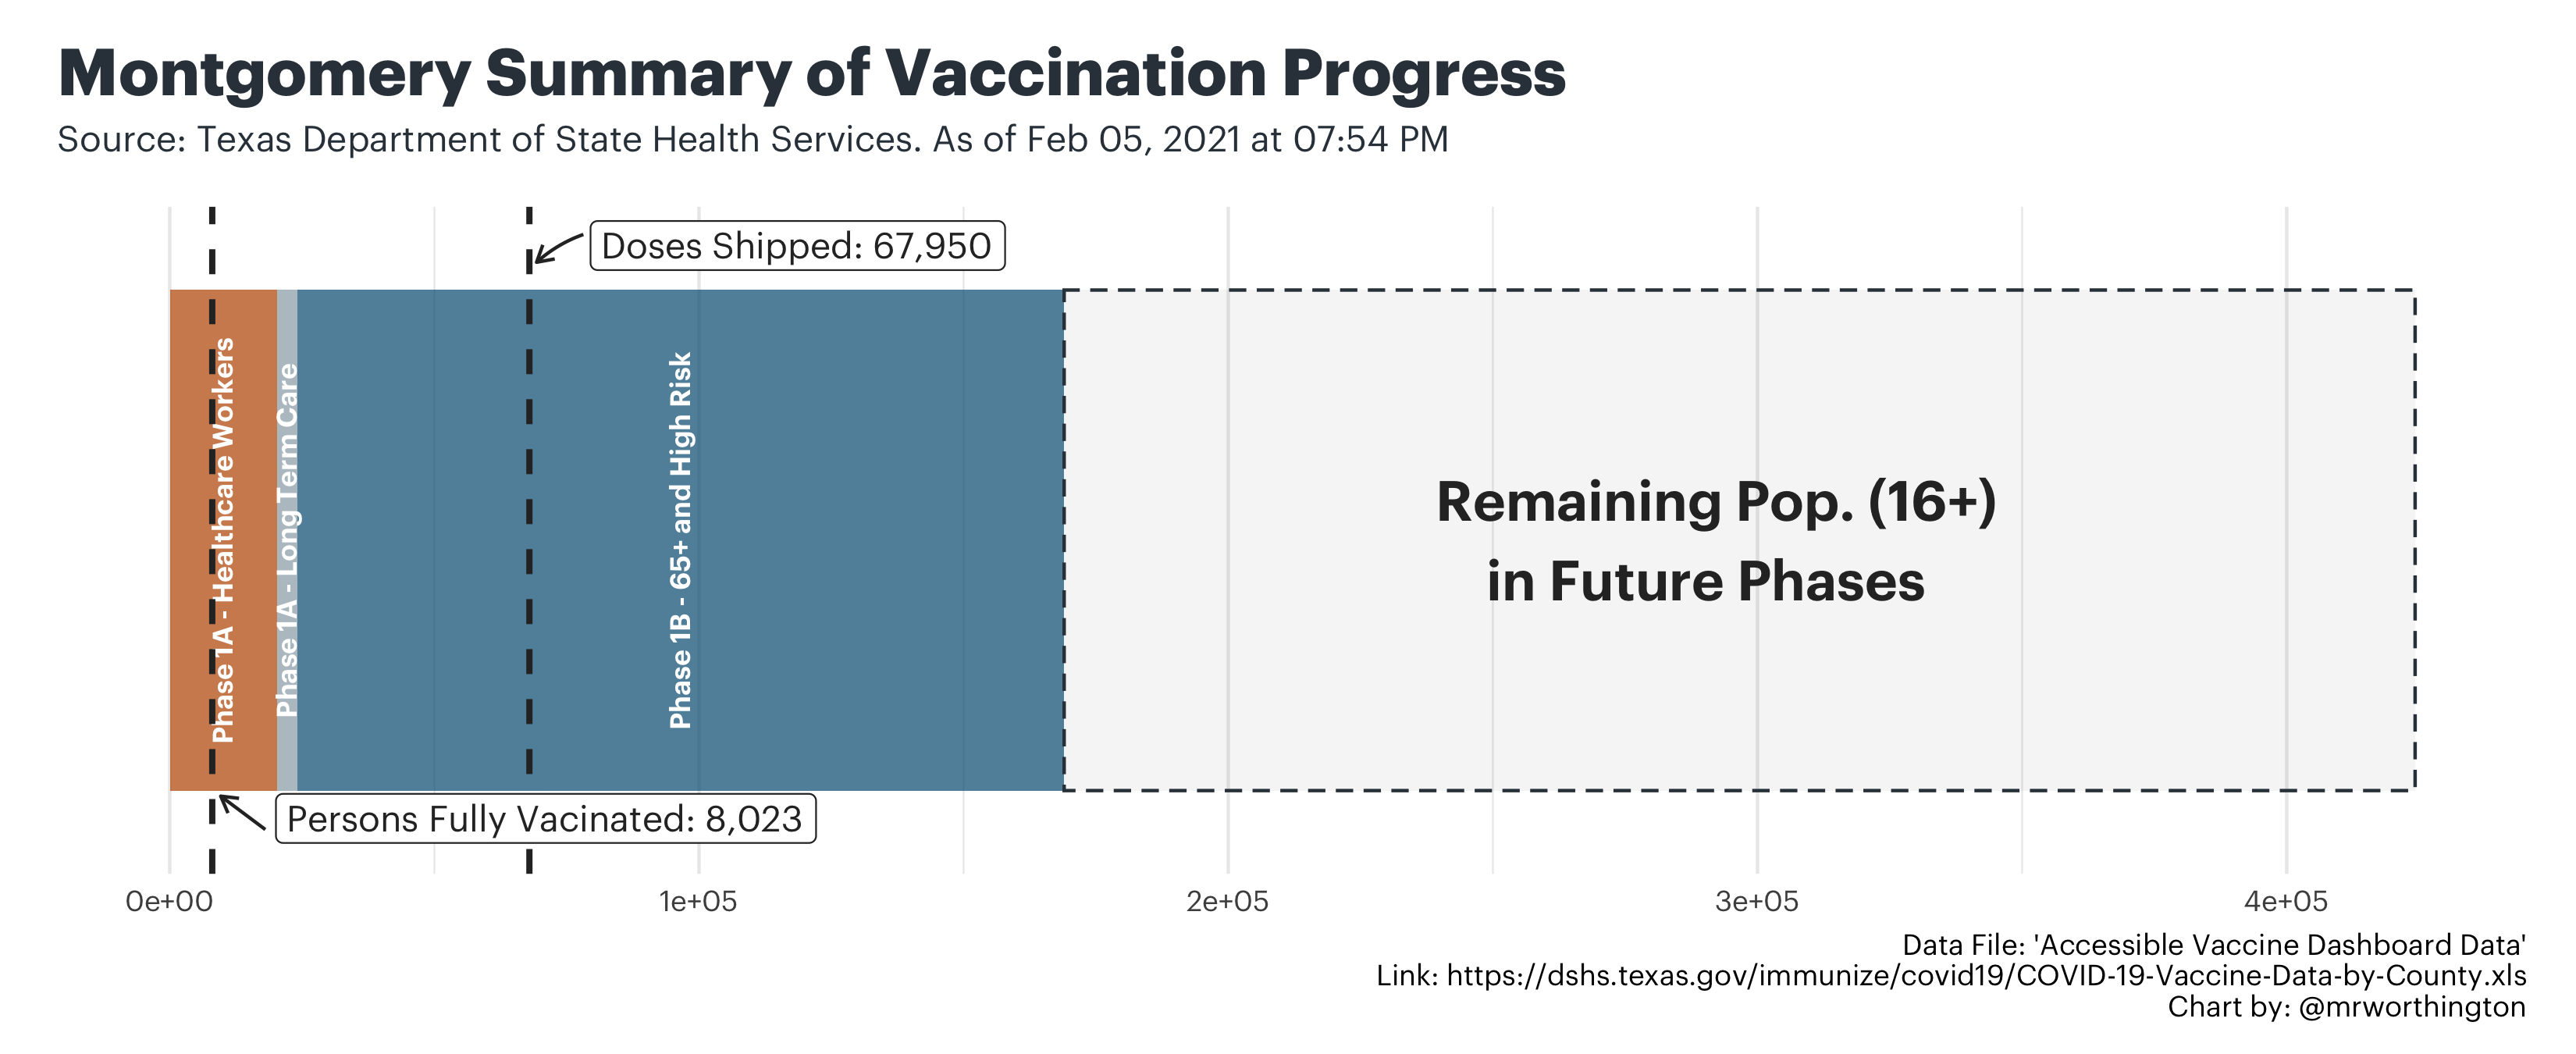 Montgomery Summary of Vaccination Progress
Source: Texas Department of State Health Services. As of Feb 05, 2021 at 07:54 PM
Doses Shipped: 67,950
Phase 1A - Healthcare Workers
Phase 1A - Long Term Care
Phase 1B - 65+ and High Risk
Remaining Pop. (16+)
in Future Phases
Persons Fully Vacinated: 8,023
0e+00 1e+05 2e+05 3e+05 4e+05
Data File: 'Accessible Vaccine Dashboard Data'
Link: https://dshs.texas.gov/immunize/covid19/COVID-19-Vaccine-Data-by-County.xls
Chart by: @mrworthington